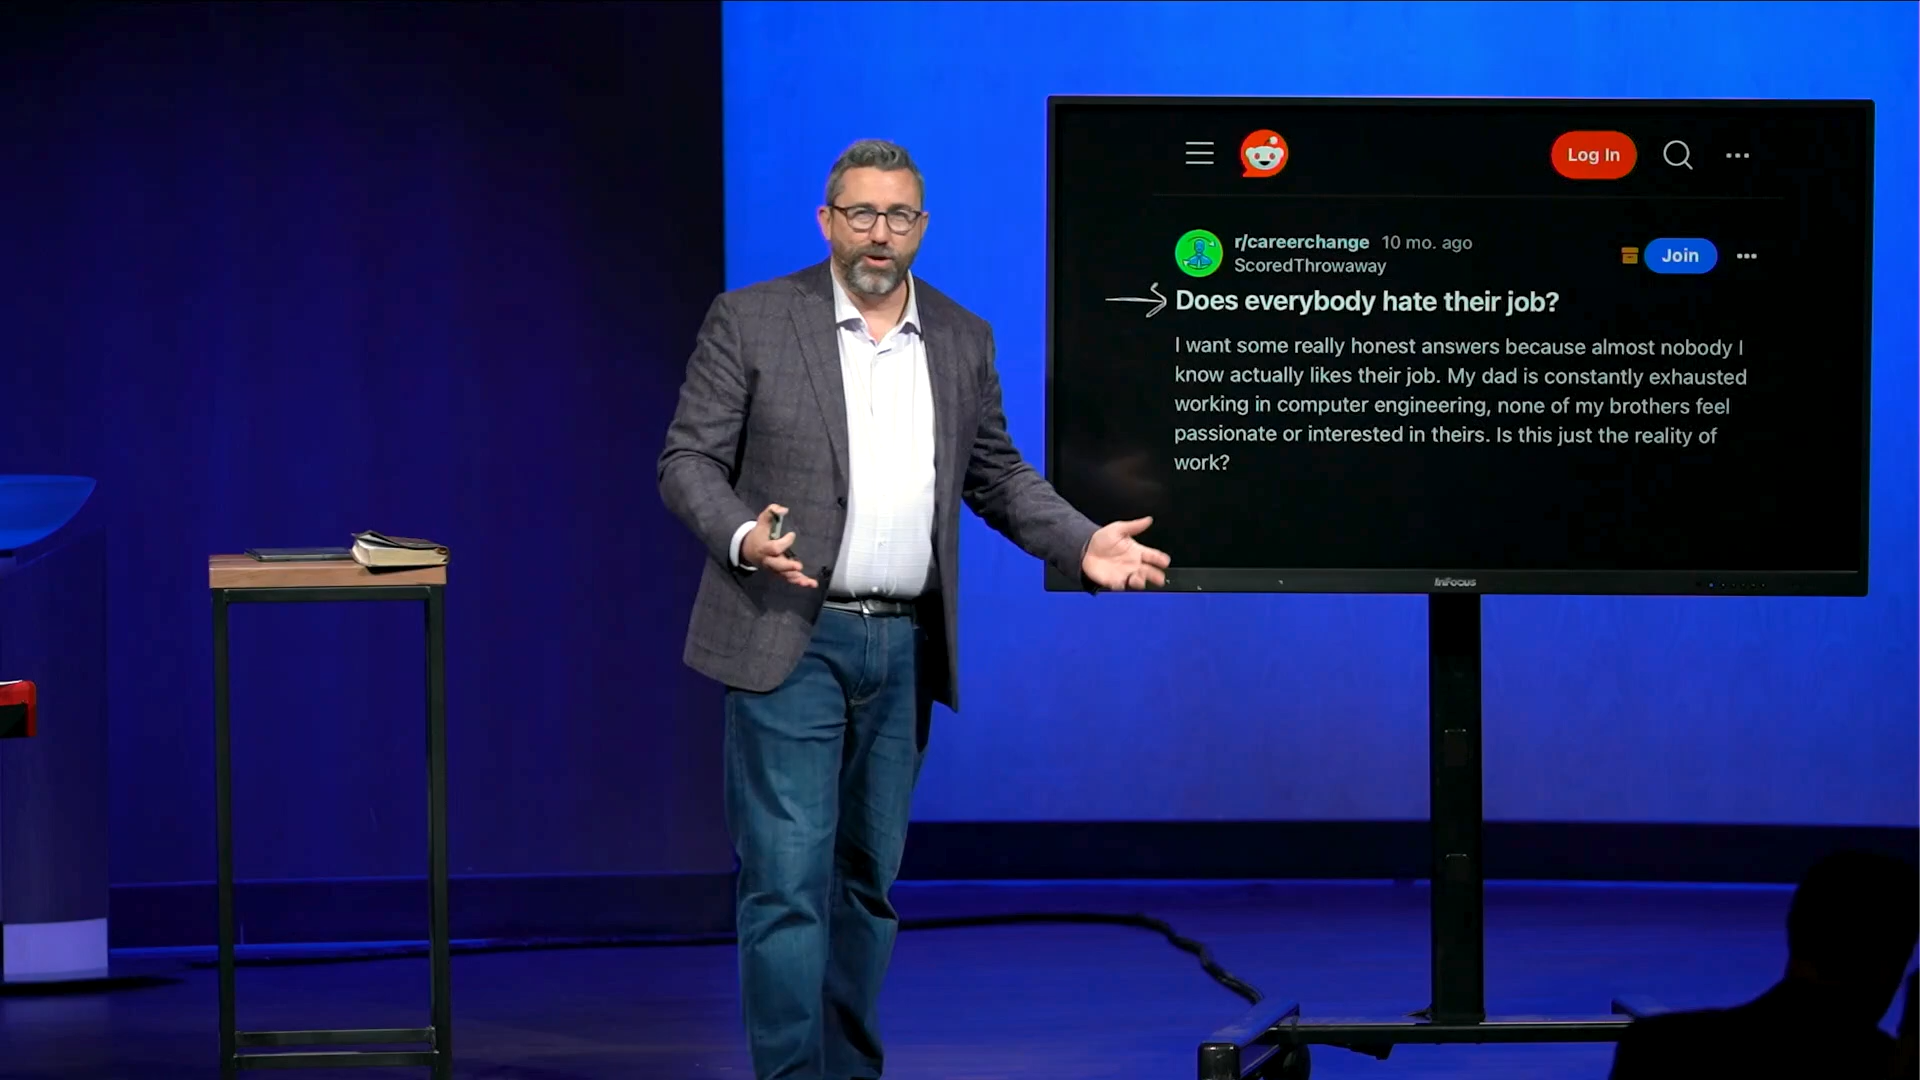 Log In
r/careerchange 10 mo. ago
ScoredThrowaway
Join
Does everybody hate their job?
I want some really honest answers because almost nobody I
know actually likes their job. My dad is constantly exhausted
working in computer engineering, none of my brothers feel
passionate or interested in theirs. Is this just the reality of
work?
InFocus